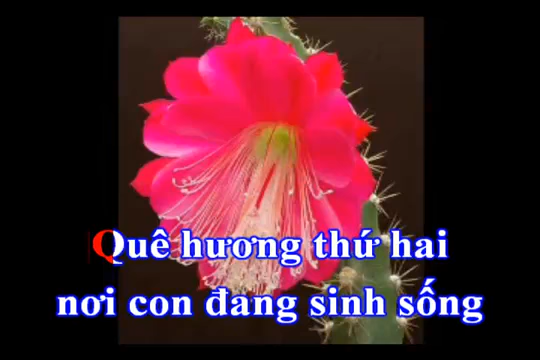 Quê hương thứ hai
nơi con đang sinh sống